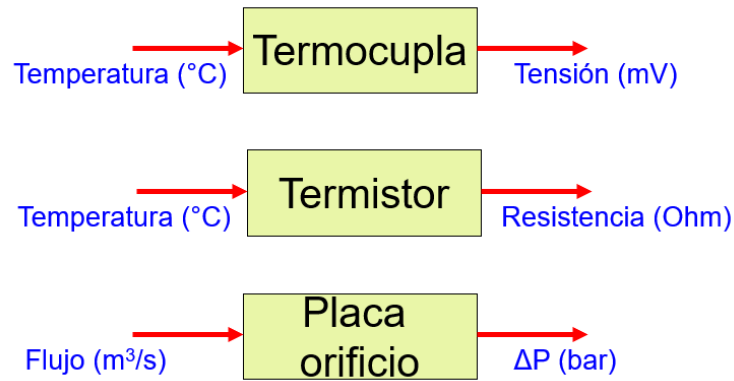 Termocupla
Temperatura (°C)
Tensión (mV)
Termistor
Temperatura (°C)
Resistencia (Ohm)
Placa
orificio
Flujo (m³/s)
ΔP (bar)